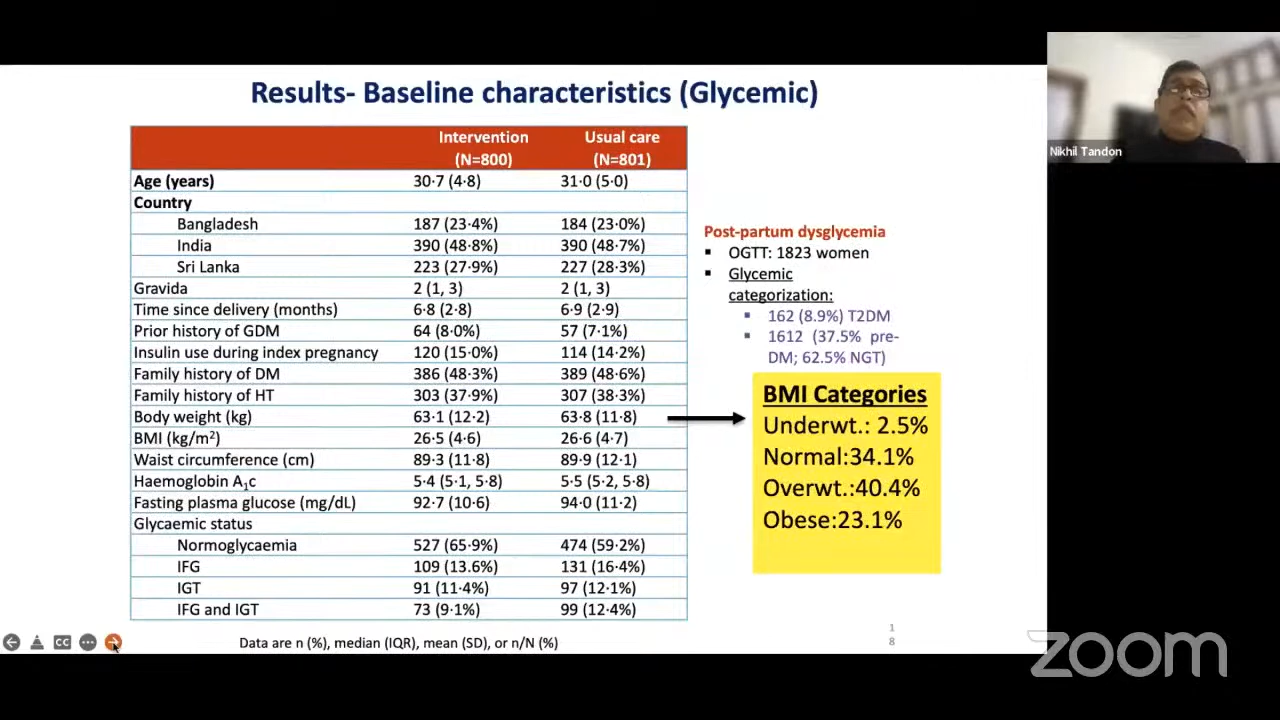 Results- Baseline characteristics (Glycemic)
Intervention Usual care
(N=800) (N=801)
Age (years) 30·7 (4·8) 31·0 (5·0)
Country
Bangladesh 187 (23·4%) 184 (23·0%)
India 390 (48·8%) 390 (48·7%)
Sri Lanka 223 (27·9%) 227 (28·3%)
Gravida 2 (1, 3) 2 (1, 3)
Time since delivery (months) 6·8 (2·8) 6·9 (2·9)
Prior history of GDM 64 (8·0%) 57 (7·1%)
Insulin use during index pregnancy 120 (15·0%) 114 (14·2%)
Family history of DM 386 (48·3%) 389 (48·6%)
Family history of HT 303 (37·9%) 307 (38·3%)
Body weight (kg) 63·1 (12·2) 63·8 (11·8)
BMI (kg/m²) 26·5 (4·6) 26·6 (4·7)
Waist circumference (cm) 89·3 (11·8) 89·9 (12·1)
Haemoglobin A₁c 5·4 (5·1, 5·8) 5·5 (5·2, 5·8)
Fasting plasma glucose (mg/dL) 92·7 (10·6) 94·0 (11·2)
Glycaemic status
Normoglycaemia 527 (65·9%) 474 (59·2%)
IFG 109 (13·6%) 131 (16·4%)
IGT 91 (11·4%) 97 (12·1%)
IFG and IGT 73 (9·1%) 99 (12·4%)
Data are n (%), median (IQR), mean (SD), or n/N (%)
Post-partum dysglycemia
▪ OGTT: 1823 women
▪ Glycemic
categorization:
▪ 162 (8.9%) T2DM
▪ 1612 (37.5% pre-
DM; 62.5% NGT)
BMI Categories
Underwt.: 2.5%
Normal:34.1%
Overwt.:40.4%
Obese:23.1%
1
8
CC
Nikhil Tandon
zoom